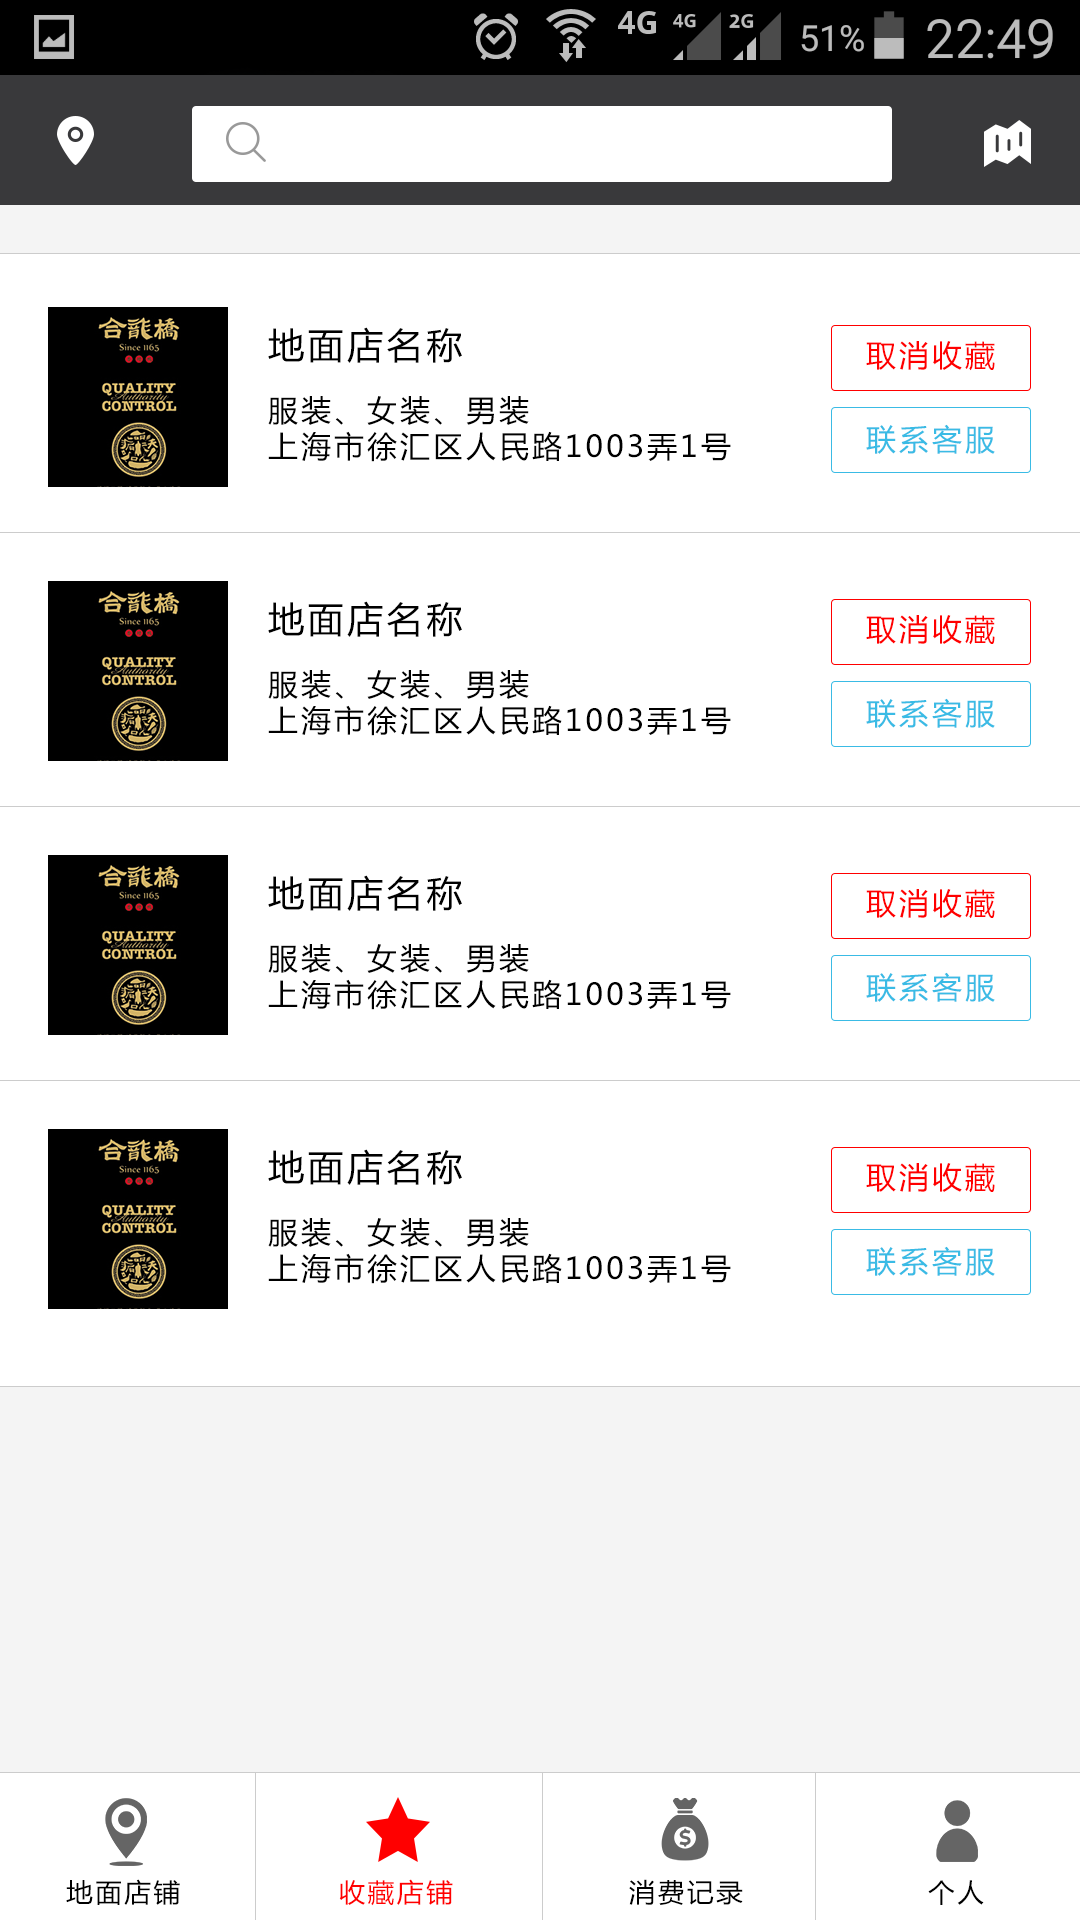 4G 4G 2G 51% 22:49
合龍橋
Since 1165
QUALITY
Authority
CONTROL
地面店名称
服装、女装、男装
上海市徐汇区人民路1003弄1号
取消收藏
联系客服
合龍橋
Since 1165
QUALITY
Authority
CONTROL
地面店名称
服装、女装、男装
上海市徐汇区人民路1003弄1号
取消收藏
联系客服
合龍橋
Since 1165
QUALITY
Authority
CONTROL
地面店名称
服装、女装、男装
上海市徐汇区人民路1003弄1号
取消收藏
联系客服
合龍橋
Since 1165
QUALITY
Authority
CONTROL
地面店名称
服装、女装、男装
上海市徐汇区人民路1003弄1号
取消收藏
联系客服
地面店铺
收藏店铺
消费记录
个人